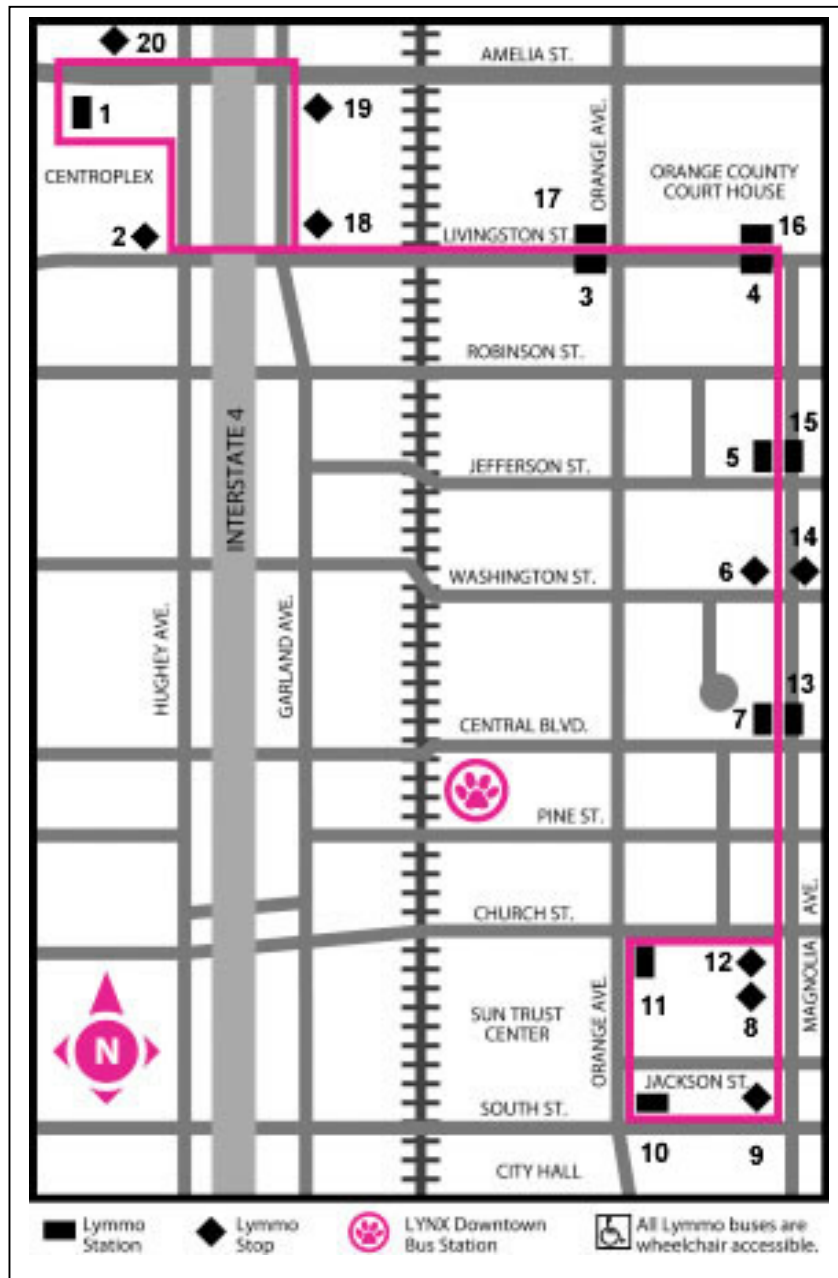 20
AMELIA ST.
1
19
ORANGE AVE.
CENTROPLEX
ORANGE COUNTY
COURT HOUSE
17
2
18
LIVINGSTON ST.
16
3
4
ROBINSON ST.
INTERSTATE 4
15
5
JEFFERSON ST.
14
6
WASHINGTON ST.
HUGHEY AVE.
GARLAND AVE.
13
7
CENTRAL BLVD.
PINE ST.
CHURCH ST.
MAGNOLIA AVE.
12
11
8
SUN TRUST
CENTER
ORANGE AVE.
N
JACKSON ST.
SOUTH ST.
10
9
CITY HALL
Lymmo
Station
Lymmo
Stop
LYNX Downtown
Bus Station
All Lymmo buses are
wheelchair accessible.